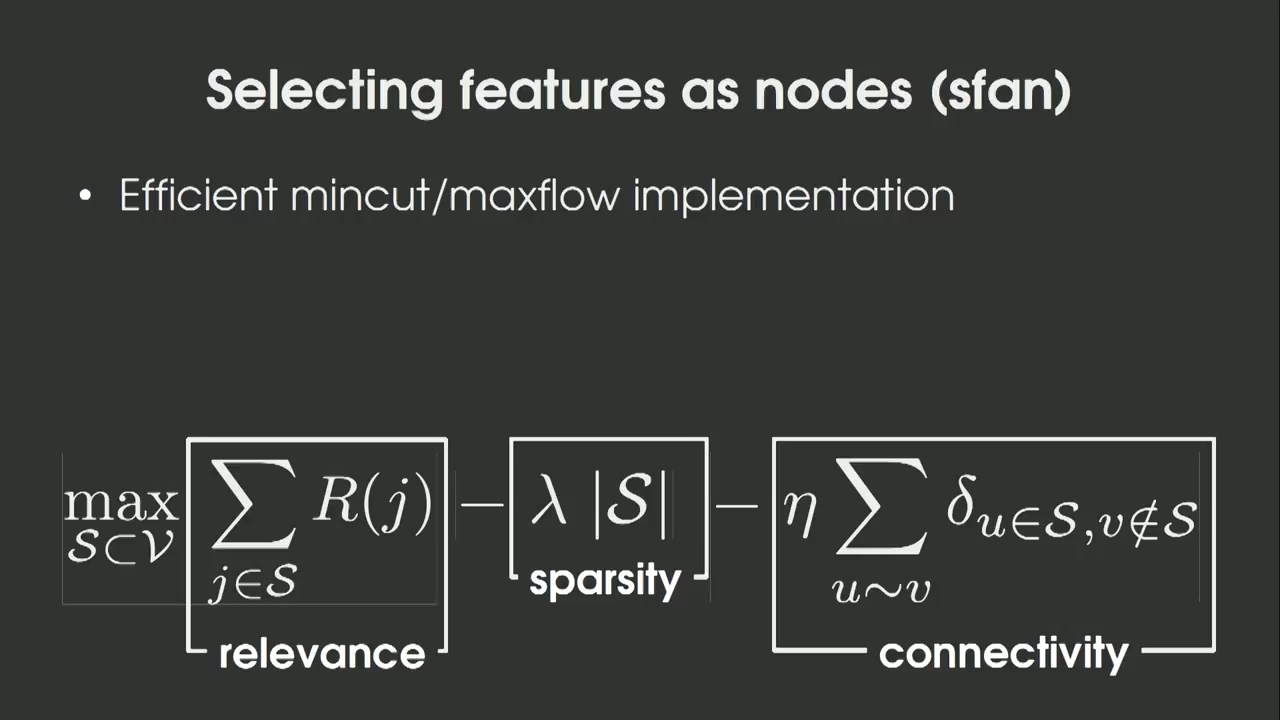 Selecting features as nodes (sfan)
• Efficient mincut/maxflow implementation
max_{𝒮⊂𝒱} ∑_{j∈𝒮} R(j) − λ |𝒮| − η ∑_{u∼v} δ_{u∈𝒮,v∉𝒮}
relevance sparsity connectivity